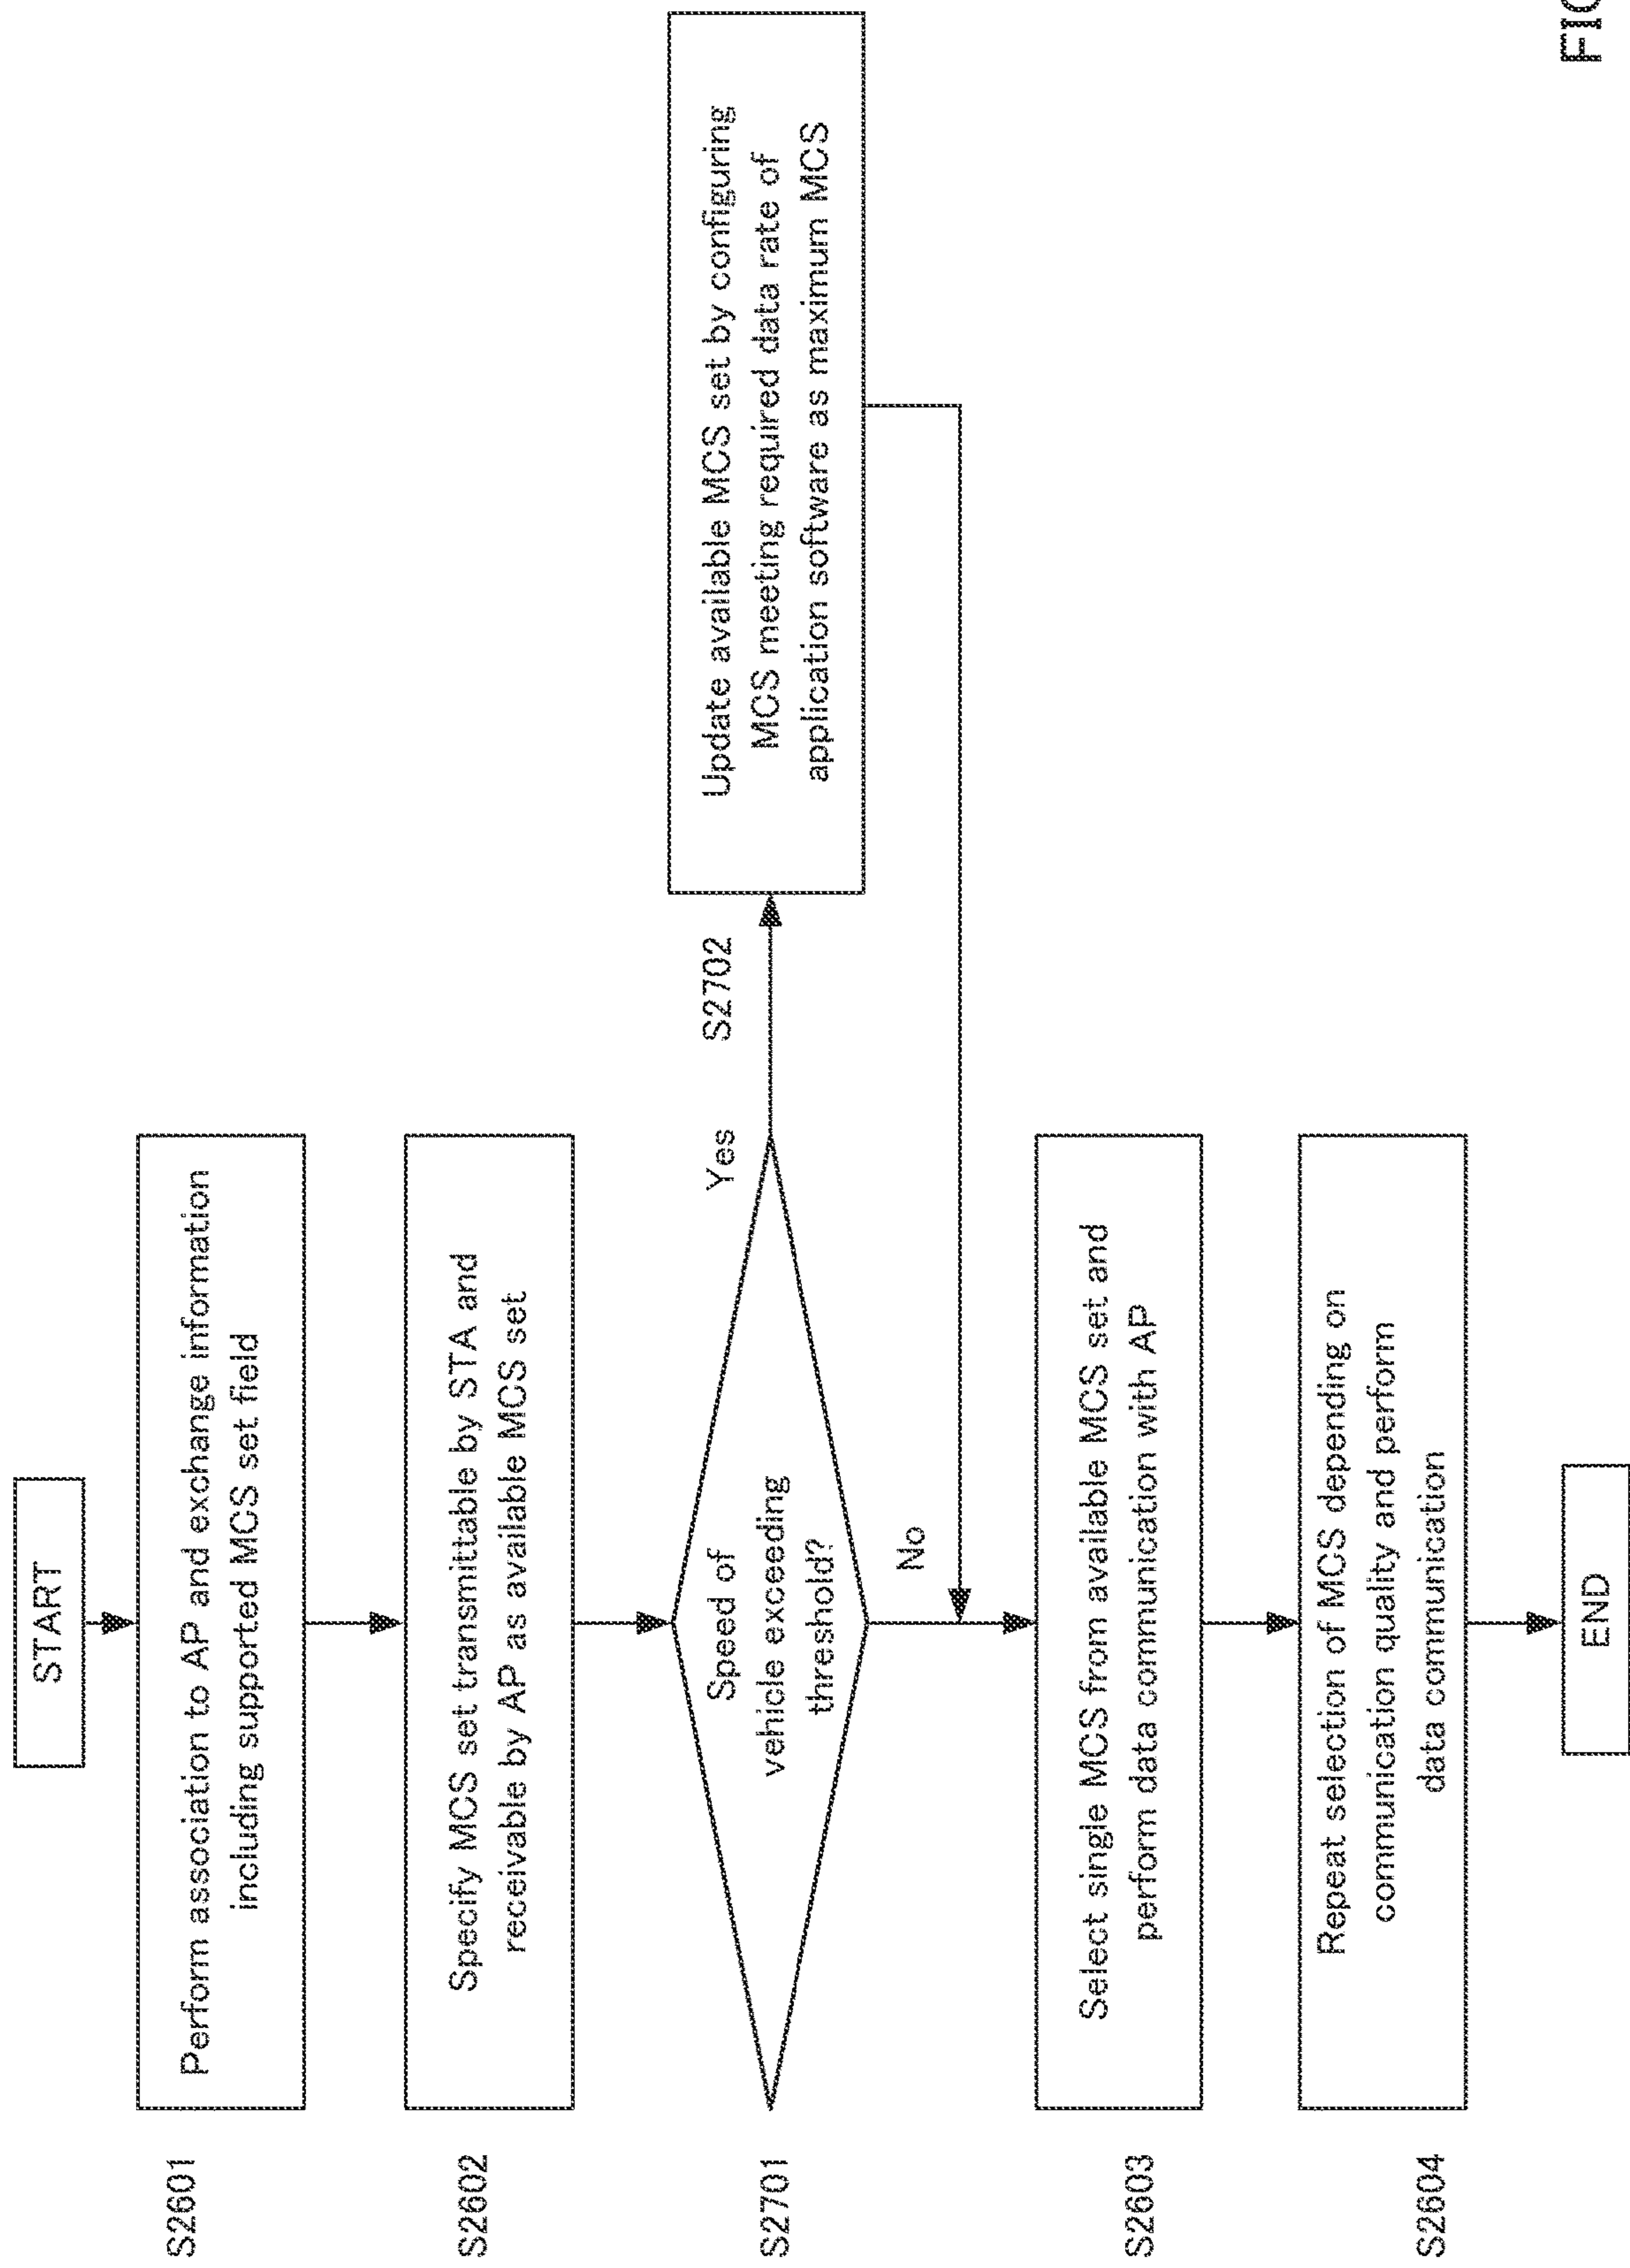 START
S2601
Perform association to AP and exchange information
including supported MCS set field
S2602
Specify MCS set transmittable by STA and
receivable by AP as available MCS set
S2701
Speed of
vehicle exceeding
threshold?
Yes
S2702
Update available MCS set by configuring
MCS meeting required data rate of
application software as maximum MCS
No
S2603
Select single MCS from available MCS set and
perform data communication with AP
S2604
Repeat selection of MCS depending on
communication quality and perform
data communication
END